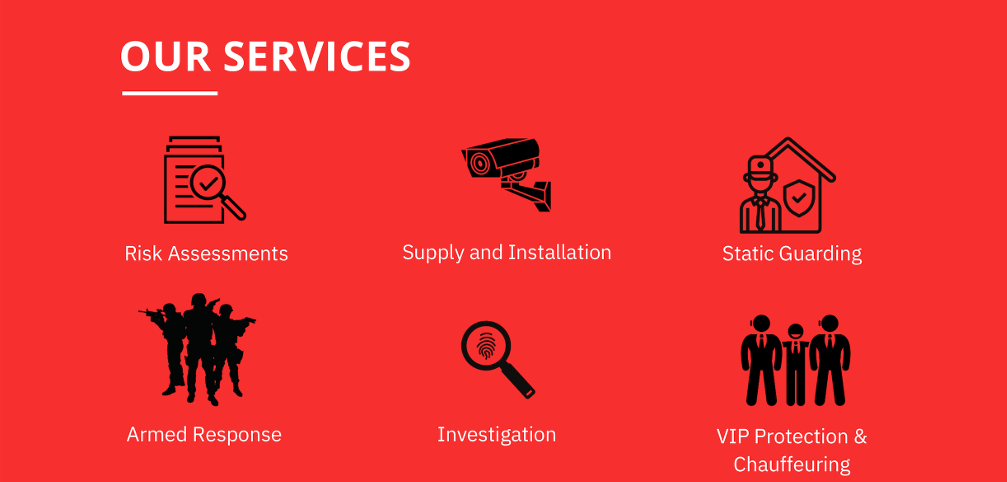 OUR SERVICES
Risk Assessments
Supply and Installation
Static Guarding
Armed Response
Investigation
VIP Protection &
Chauffeuring